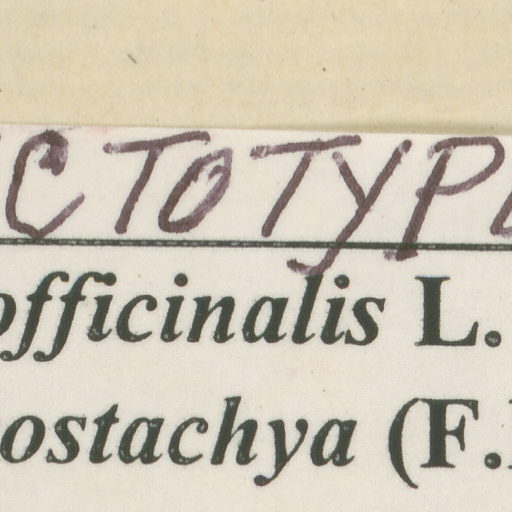 CTOTYP
officinalis L.
ostachya (F.